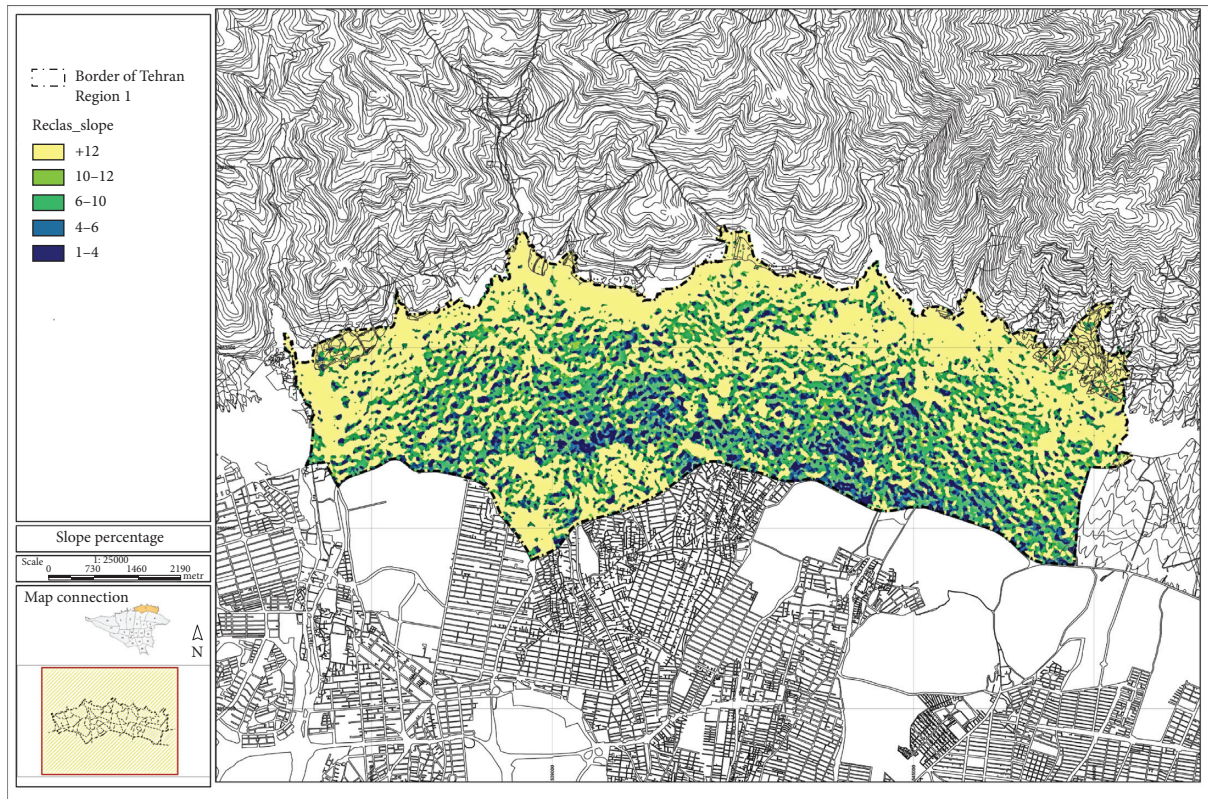 Border of Tehran
Region 1
Reclas_slope
+12
10–12
6–10
4–6
1–4
Slope percentage
Scale
1: 25000
0 730 1460 2190
metr
Map connection
N